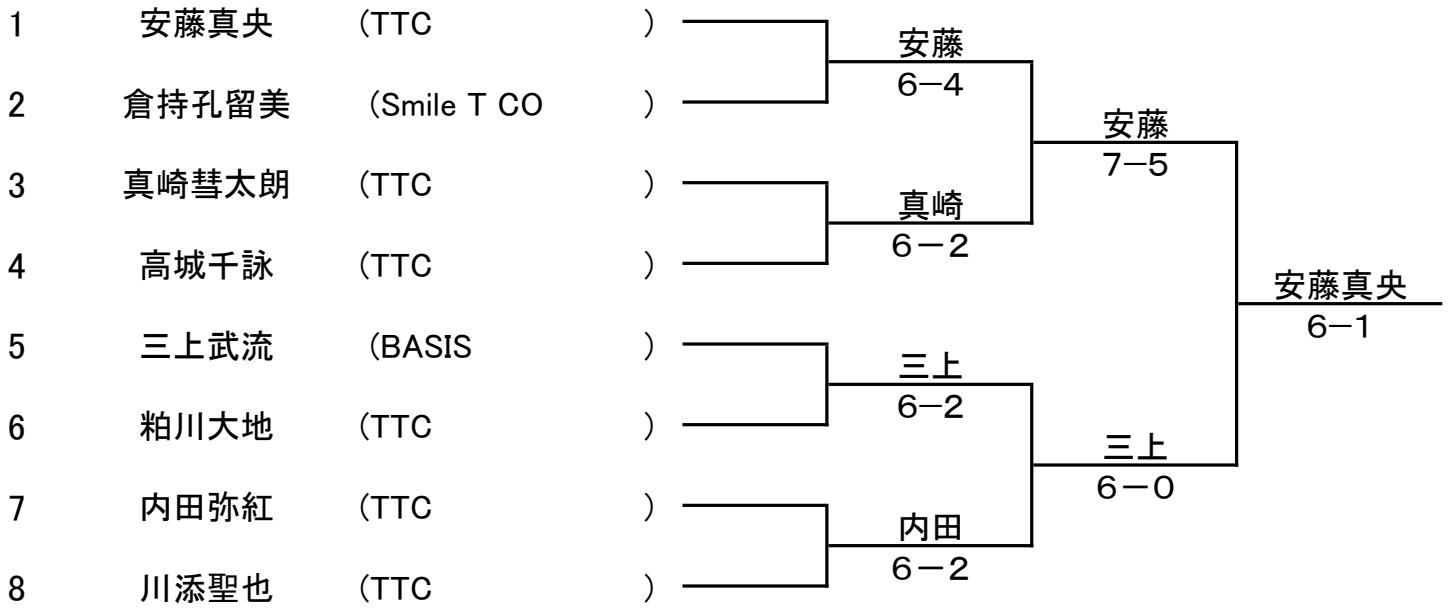 1 安藤真央 (TTC )
安藤
6-4
2 倉持孔留美 (Smile T CO )
安藤
7-5
3 真崎彗太朗 (TTC )
真崎
6-2
4 高城千詠 (TTC )
安藤真央
6-1
5 三上武流 (BASIS )
三上
6-2
6 粕川大地 (TTC )
三上
6-0
7 内田弥紅 (TTC )
内田
6-2
8 川添聖也 (TTC )